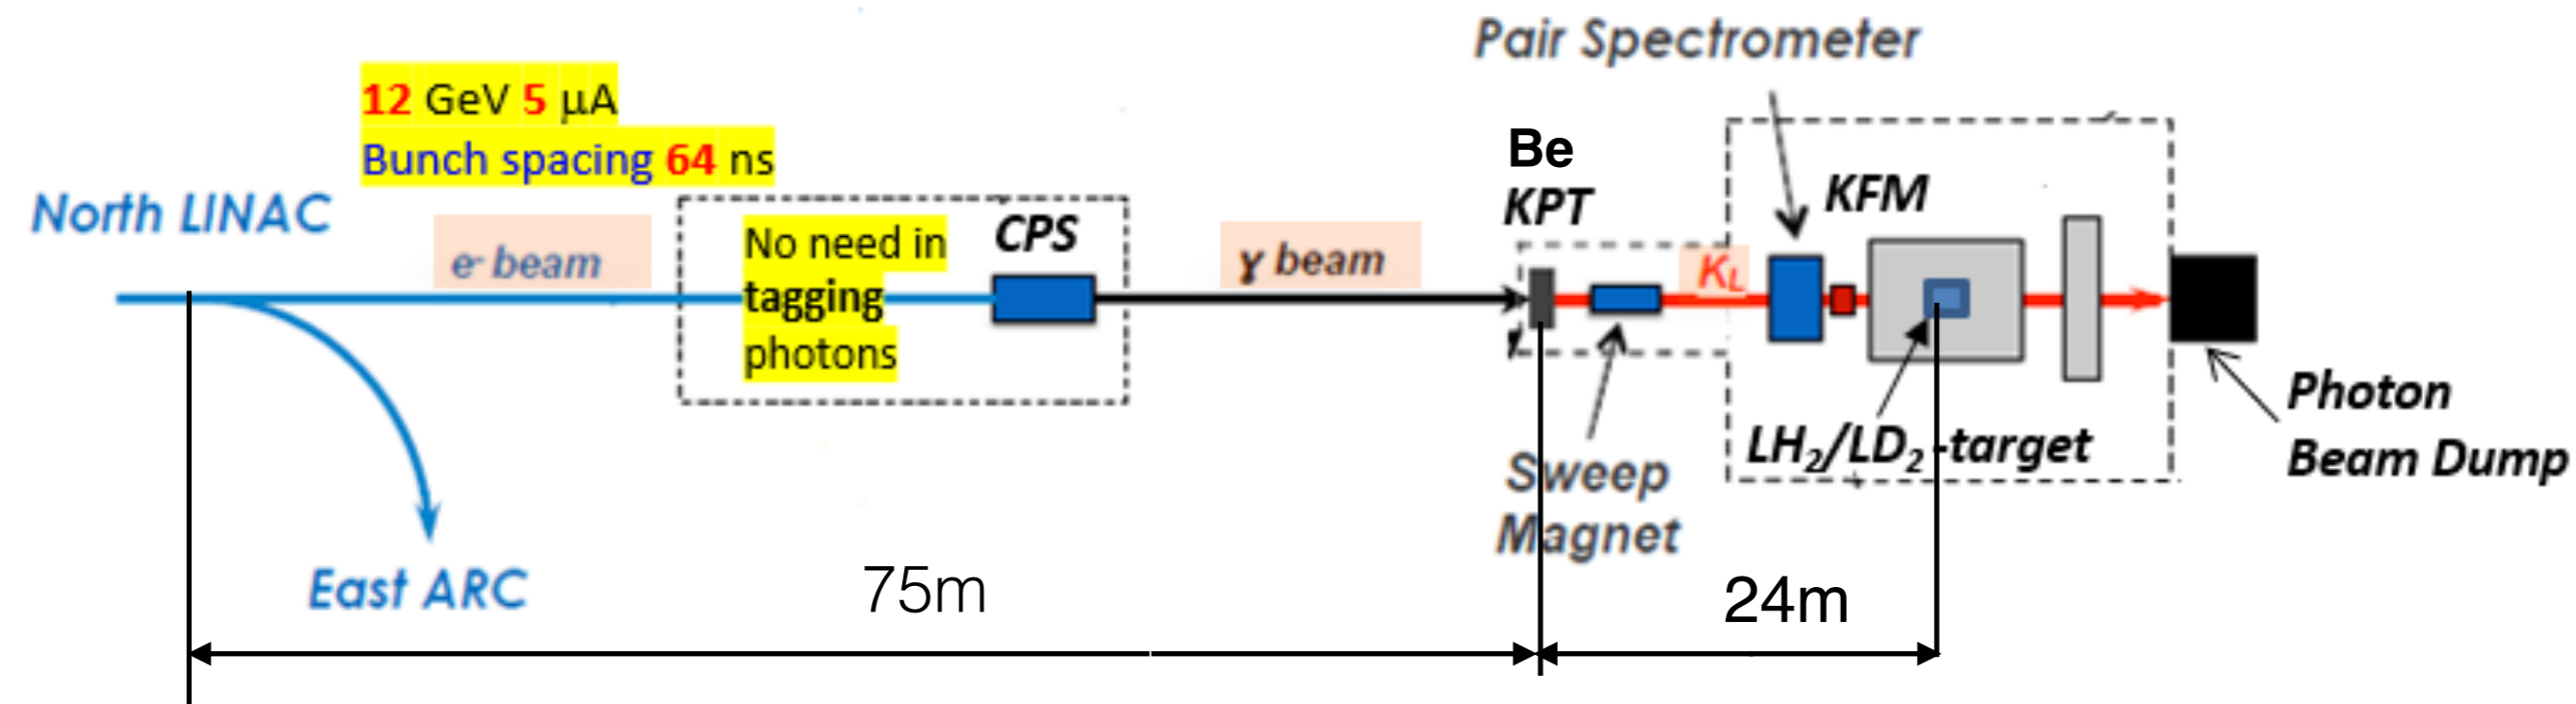 Pair Spectrometer
12 GeV 5 µA
Bunch spacing 64 ns
North LINAC
e- beam
No need in
tagging
photons
CPS
γ beam
Be
KPT
KL
KFM
LH2/LD2-target
Sweep
Magnet
Photon
Beam Dump
East ARC
75m
24m